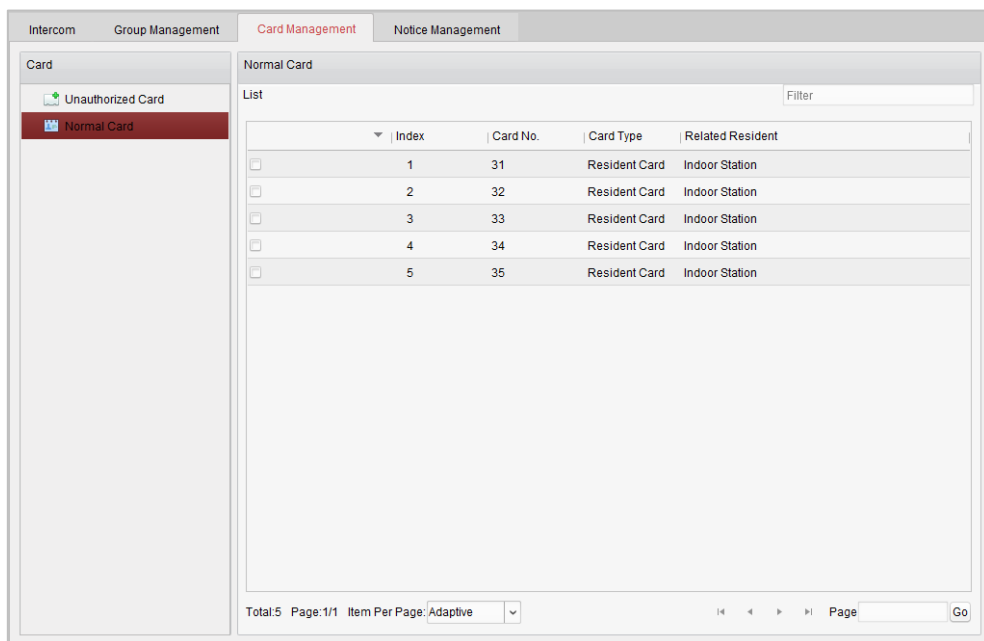 Intercom Group Management Card Management Notice Management
Card
Unauthorized Card
Normal Card
Normal Card
List Filter
Index Card No. Card Type Related Resident
1 31 Resident Card Indoor Station
2 32 Resident Card Indoor Station
3 33 Resident Card Indoor Station
4 34 Resident Card Indoor Station
5 35 Resident Card Indoor Station
Total:5 Page:1/1 Item Per Page: Adaptive Page Go